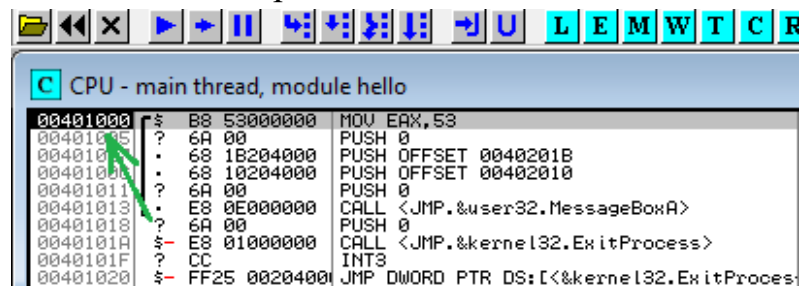 L E M W T C R
C CPU - main thread, module hello
00401000 $ B8 53000000 MOV EAX,53
00401005 ? 6A 00 PUSH 0
· 68 1B204000 PUSH OFFSET 0040201B
· 68 10204000 PUSH OFFSET 00402010
00401011 ? 6A 00 PUSH 0
00401013 · E8 0E000000 CALL <JMP.&user32.MessageBoxA>
00401018 ? 6A 00 PUSH 0
0040101A $- E8 01000000 CALL <JMP.&kernel32.ExitProcess>
0040101F ? CC INT3
00401020 $- FF25 0020400 JMP DWORD PTR DS:[<&kernel32.ExitProces